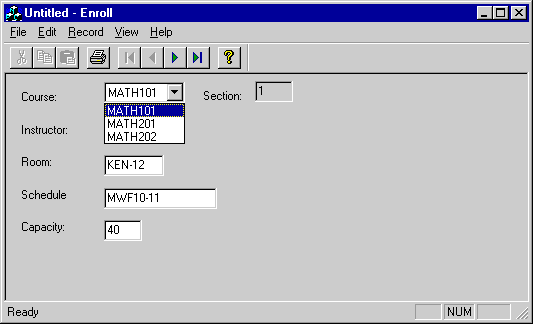 Untitled - Enroll
File Edit Record View Help
Course: MATH101 Section: 1
MATH101
Instructor: MATH201
MATH202
Room: KEN-12
Schedule MWF10-11
Capacity: 40
Ready NUM